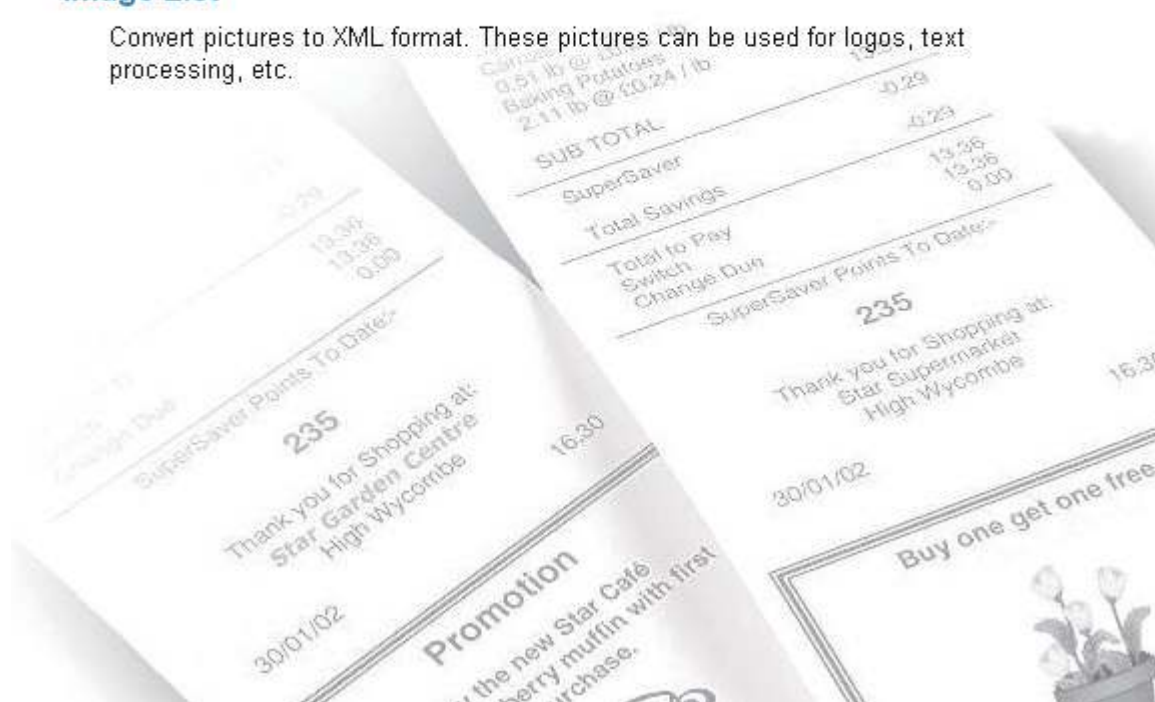 Convert pictures to XML format. These pictures can be used for logos, text
processing, etc.
0.51 lb @
Baking Potatoes
2.11 lb @ £0.24 / lb
SUB TOTAL
-0.29
SuperSaver
-0.29
Total Savings
Total to Pay 13.36
Switch 13.36
Change Due 0.00
SuperSaver Points To Date:-
235
Thank you for Shopping at:
Star Supermarket
High Wycombe
30/01/02
Buy one get one free
-0.29
13.36
13.36
0.00
Change Due
SuperSaver Points To Date:-
235
Thank you for Shopping at:
Star Garden Centre
High Wycombe
30/01/02 16:30
Promotion
the new Star Café
muffin with first